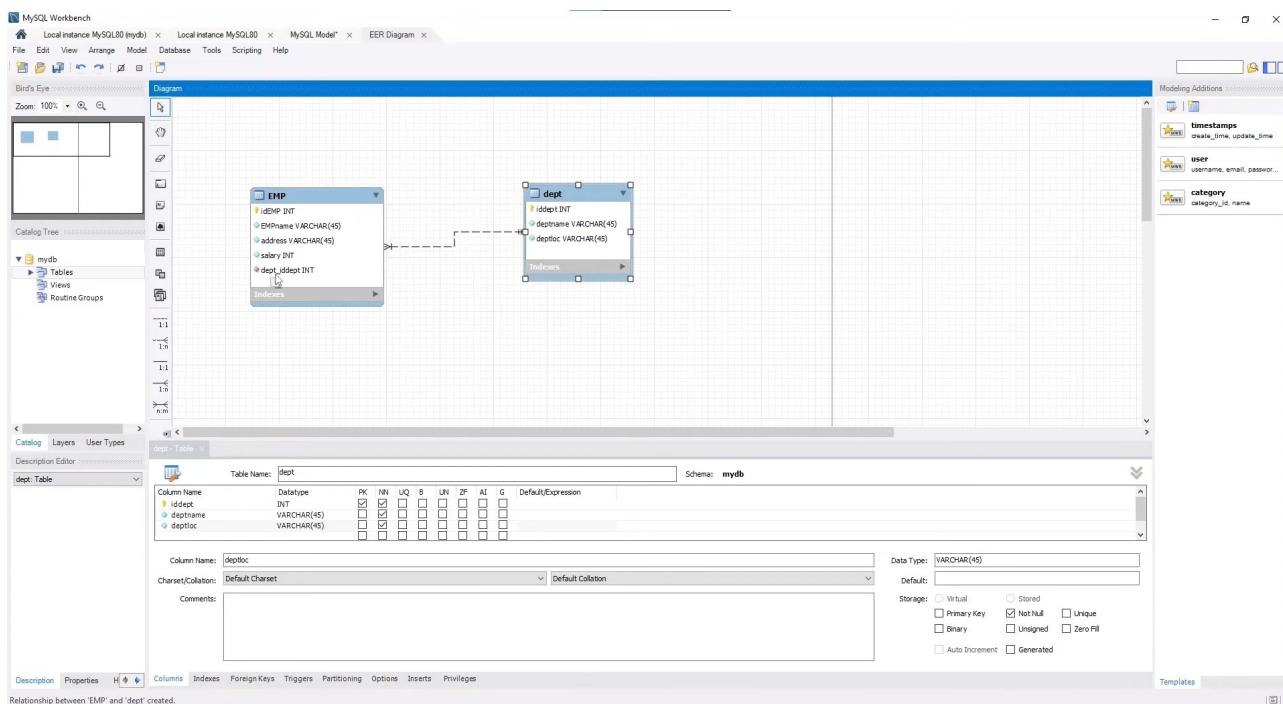 MySQL Workbench
Local instance MySQL80 (mydb) × Local instance MySQL80 × MySQL Model* × EER Diagram ×
File Edit View Arrange Model Database Tools Scripting Help
Bird's Eye
Diagram
Modeling Additions
Zoom: 100%
timestamps
create_time, update_time
user
username, email, passwor...
category
category_id, name
EMP
idEMP INT
EMPname VARCHAR(45)
address VARCHAR(45)
salary INT
dept_iddept INT
Indexes
dept
iddept INT
deptname VARCHAR(45)
deptloc VARCHAR(45)
Indexes
Catalog Tree
mydb
Tables
Views
Routine Groups
1:1
1:n
1:1
1:n
n:m
Catalog Layers User Types
dept - Table ×
Description Editor
dept: Table
Table Name: dept Schema: mydb
Column Name Datatype PK NN UQ B UN ZF AI G Default/Expression
iddept INT
deptname VARCHAR(45)
deptloc VARCHAR(45)
Column Name: deptloc Data Type: VARCHAR(45)
Charset/Collation: Default Charset Default Collation Default:
Comments: Storage: Virtual Stored
Primary Key Not Null Unique
Binary Unsigned Zero Fill
Auto Increment Generated
Description Properties H
Columns Indexes Foreign Keys Triggers Partitioning Options Inserts Privileges
Templates
Relationship between 'EMP' and 'dept' created.